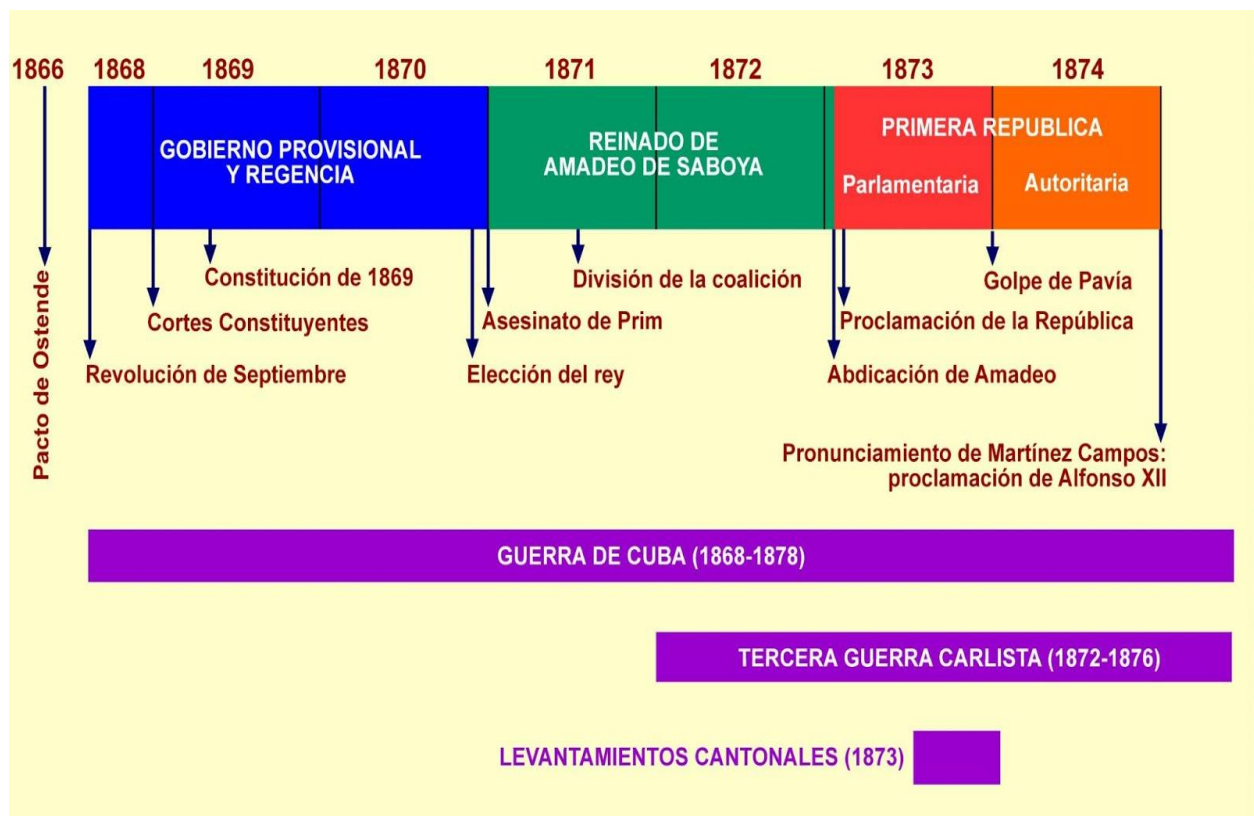 1866 1868 1869 1870 1871 1872 1873 1874
GOBIERNO PROVISIONAL
Y REGENCIA
REINADO DE
AMADEO DE SABOYA
PRIMERA REPUBLICA
Parlamentaria
Autoritaria
Pacto de Ostende
Constitución de 1869
Cortes Constituyentes
Revolución de Septiembre
División de la coalición
Asesinato de Prim
Elección del rey
Golpe de Pavía
Proclamación de la República
Abdicación de Amadeo
Pronunciamiento de Martínez Campos:
proclamación de Alfonso XII
GUERRA DE CUBA (1868-1878)
TERCERA GUERRA CARLISTA (1872-1876)
LEVANTAMIENTOS CANTONALES (1873)